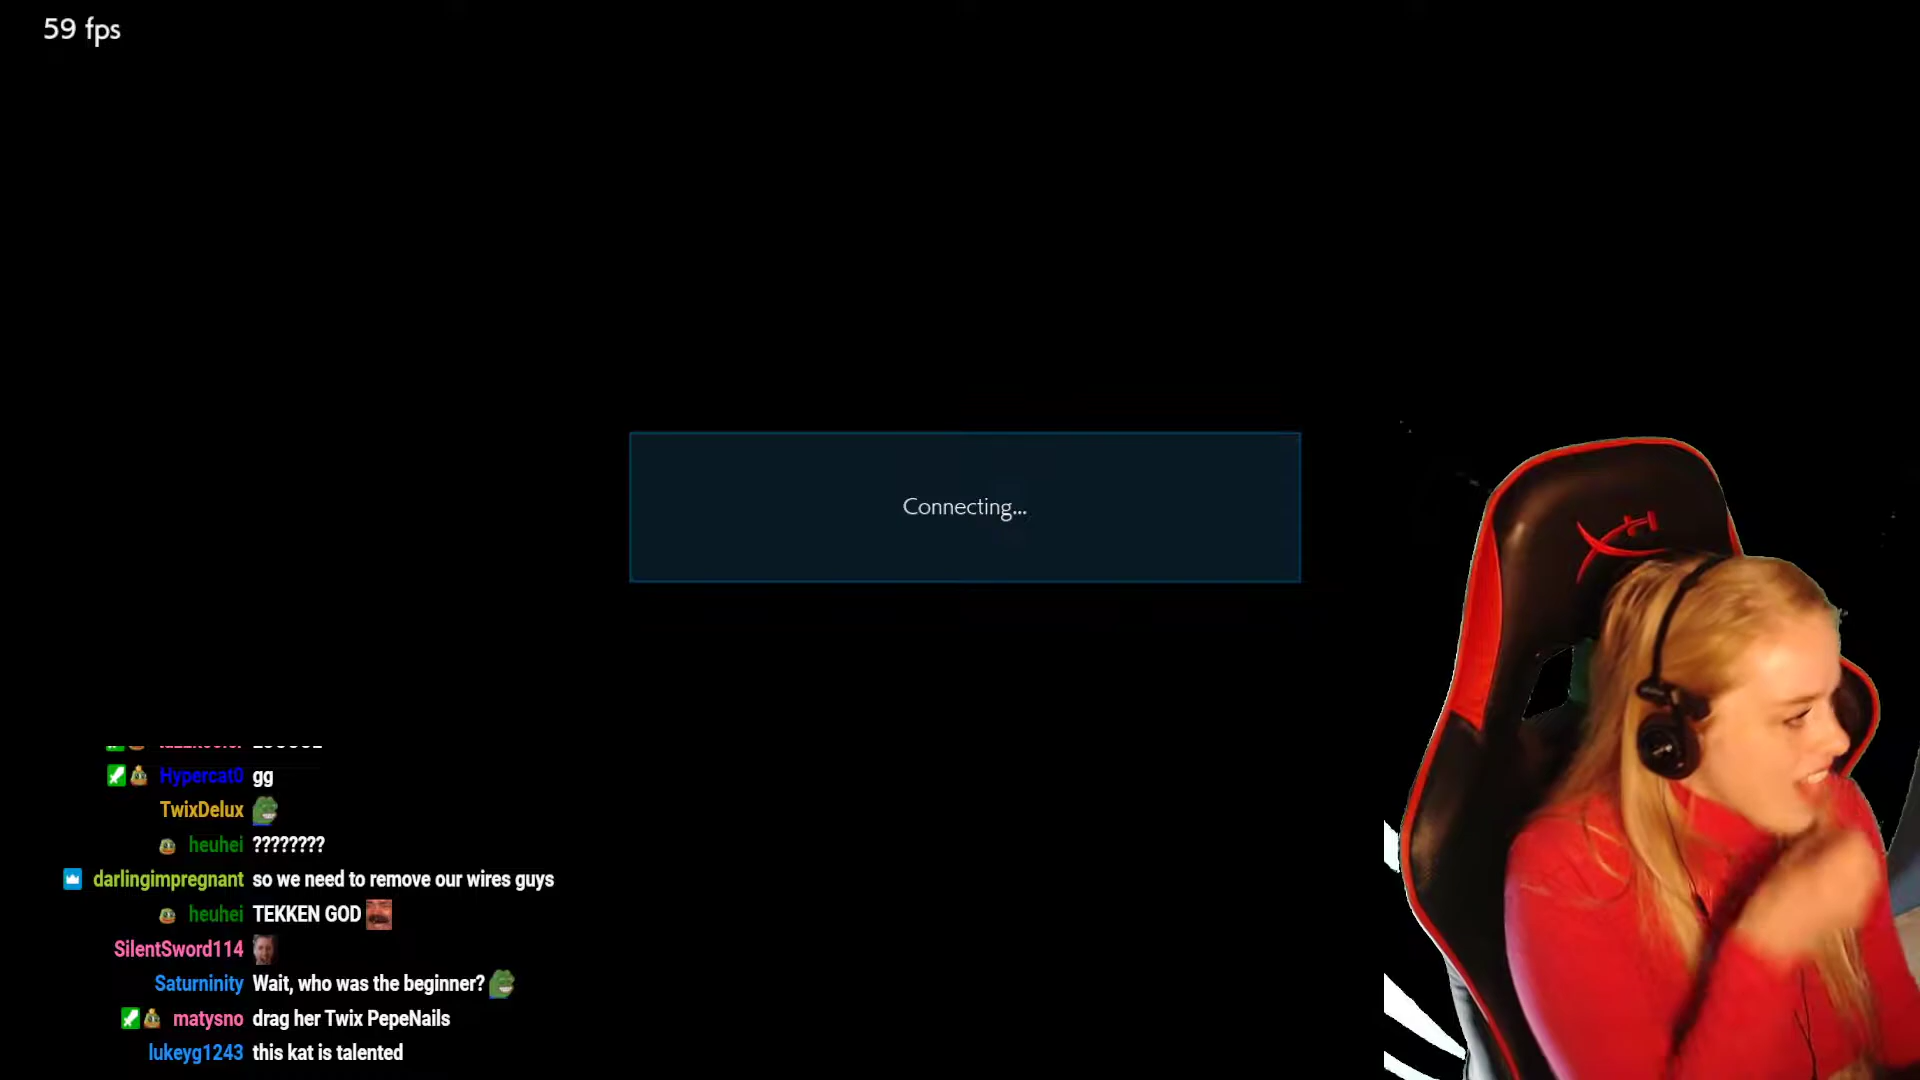 59 fps
Connecting...
Hypercat0 gg
TwixDelux
heuhei ????????
darlingimpregnant so we need to remove our wires guys
heuhei TEKKEN GOD
SilentSword114
Saturninity Wait, who was the beginner?
matysno drag her Twix PepeNails
lukeyg1243 this kat is talented